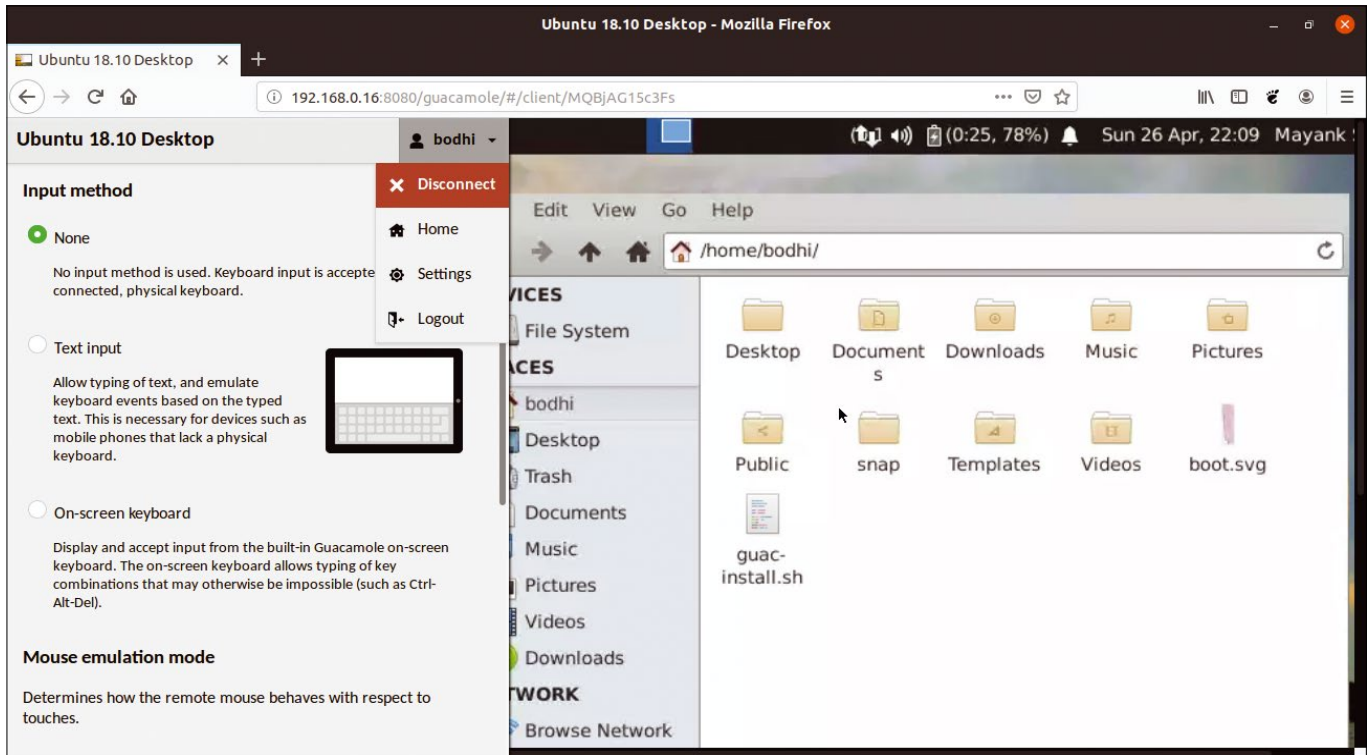 Ubuntu 18.10 Desktop - Mozilla Firefox
Ubuntu 18.10 Desktop
192.168.0.16:8080/guacamole/#/client/MQBjAG15c3Fs
Ubuntu 18.10 Desktop
bodhi
Disconnect
Home
Settings
Logout
Input method
None
No input method is used. Keyboard input is accepte
connected, physical keyboard.
Text input
Allow typing of text, and emulate
keyboard events based on the typed
text. This is necessary for devices such as
mobile phones that lack a physical
keyboard.
On-screen keyboard
Display and accept input from the built-in Guacamole on-screen
keyboard. The on-screen keyboard allows typing of key
combinations that may otherwise be impossible (such as Ctrl-
Alt-Del).
Mouse emulation mode
Determines how the remote mouse behaves with respect to
touches.
(0:25, 78%) Sun 26 Apr, 22:09 Mayank
Edit View Go Help
/home/bodhi/
VICES
File System
ACES
bodhi
Desktop
Trash
Documents
Music
Pictures
Videos
Downloads
TWORK
Browse Network
Desktop
Document
s
Downloads
Music
Pictures
Public
snap
Templates
Videos
boot.svg
guac-
install.sh